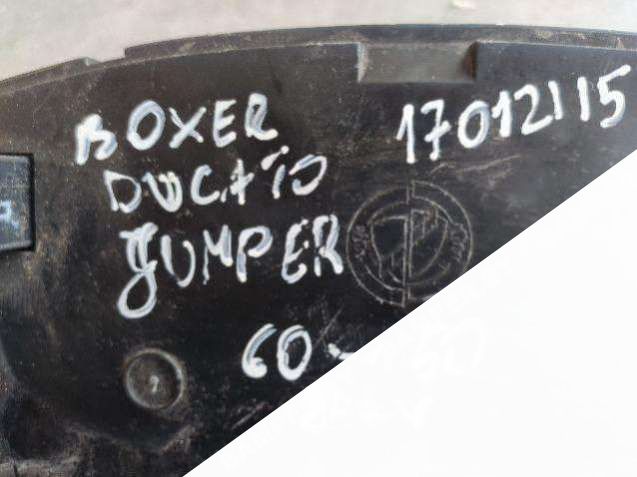 BOXER 17012115
DUCATO
JUMPER
60-